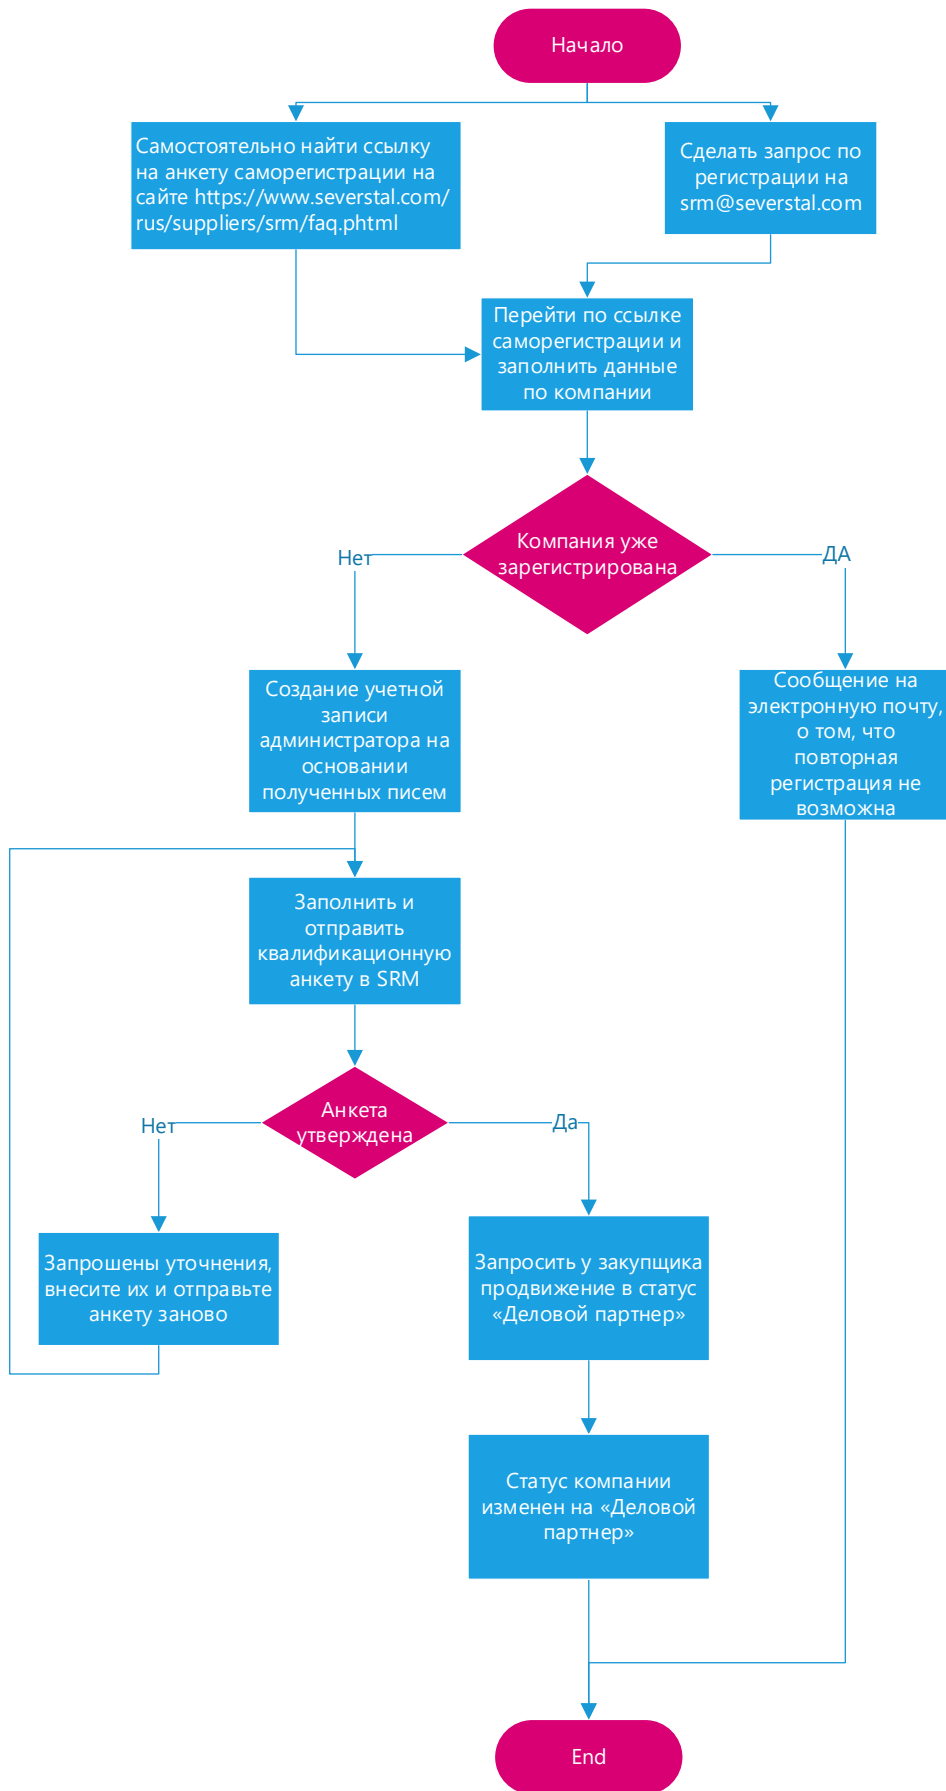 Начало
Самостоятельно найти ссылку
на анкету саморегистрации на
сайте https://www.severstal.com/
rus/suppliers/srm/faq.phtml
Сделать запрос по
регистрации на
srm@severstal.com
Перейти по ссылке
саморегистрации и
заполнить данные
по компании
Компания уже
зарегистрирована
Нет
ДА
Создание учетной
записи
администратора на
основании
полученных писем
Сообщение на
электронную почту,
о том, что
повторная
регистрация не
возможна
Заполнить и
отправить
квалификационную
анкету в SRM
Анкета
утверждена
Нет
Да
Запрошены уточнения,
внесите их и отправьте
анкету заново
Запросить у закупщика
продвижение в статус
«Деловой партнер»
Статус компании
изменен на «Деловой
партнер»
End